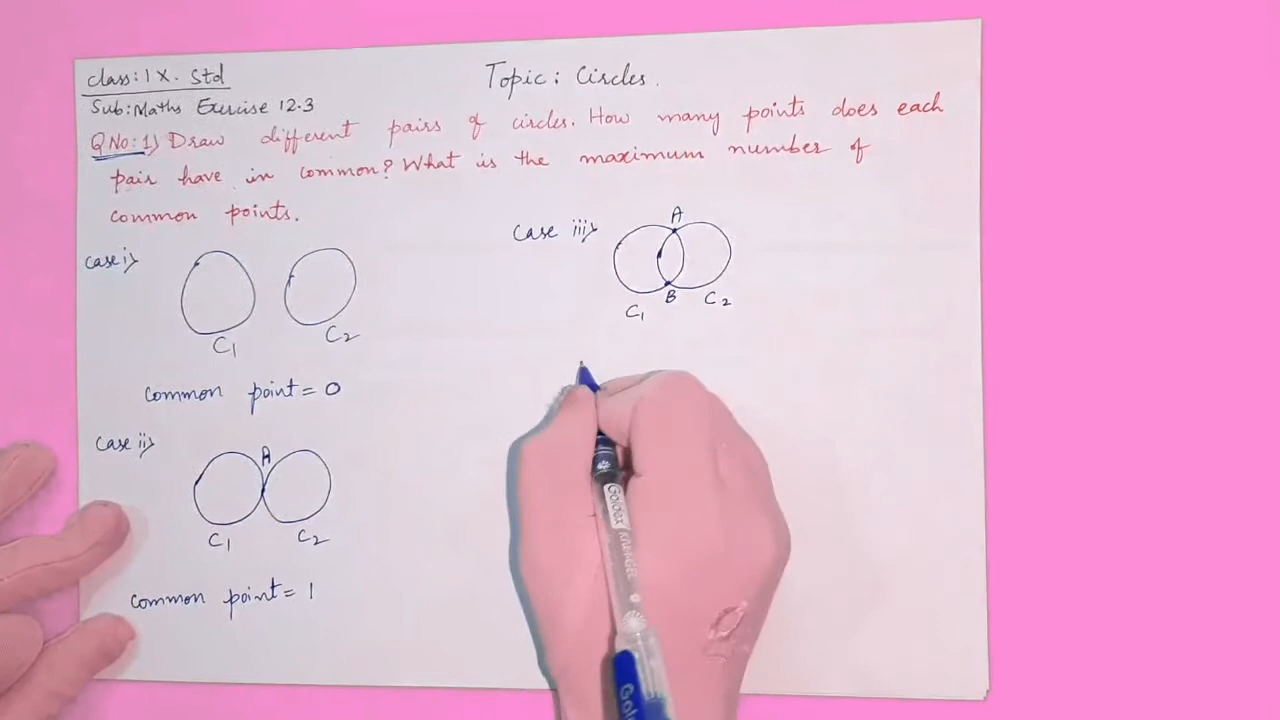 class: IX. Std
Topic: Circles.
Sub: Maths Exercise 12.3
Q No: 1) Draw different pairs of circles. How many points does each
pair have in common? What is the maximum number of
common points.
Case i)
C1
C2
common point = 0
Case ii)
A
C1
C2
common point = 1
Case iii)
A
B
C1
C2
Goldex
Goldex